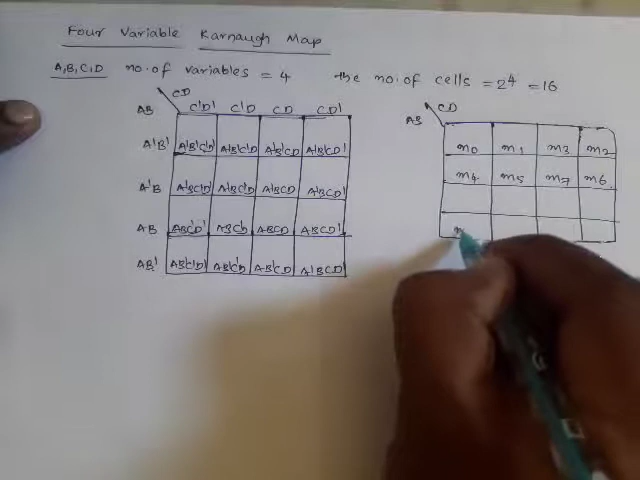 Four Variable Karnaugh Map
A,B,C,D no.of variables = 4 the no.of cells = 2⁴ = 16
CD
AB C'D' C'D CD CD'
A'B' A'B'C'D' A'B'C'D A'B'CD A'B'CD'
A'B A'BC'D' A'BC'D A'BCD A'BCD'
AB ABC'D' ABC'D ABCD ABCD'
AB' AB'C'D' AB'C'D AB'CD A'BCD'
CD
AB
m0 m1 m3 m2
m4 m5 m7 m6
m